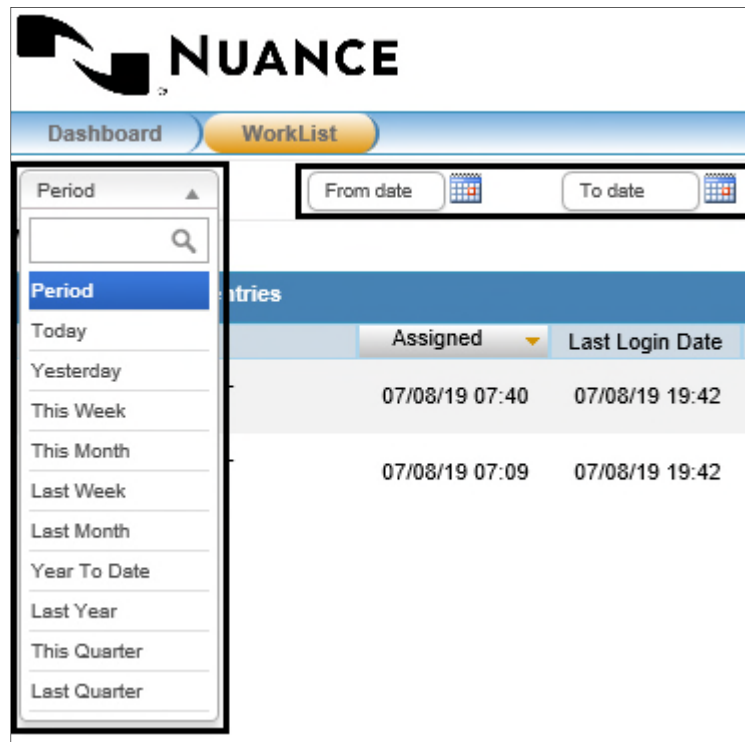 NUANCE
Dashboard WorkList
Period From date To date
Period ntries
Today Assigned Last Login Date
Yesterday
This Week 07/08/19 07:40 07/08/19 19:42
This Month
Last Week 07/08/19 07:09 07/08/19 19:42
Last Month
Year To Date
Last Year
This Quarter
Last Quarter